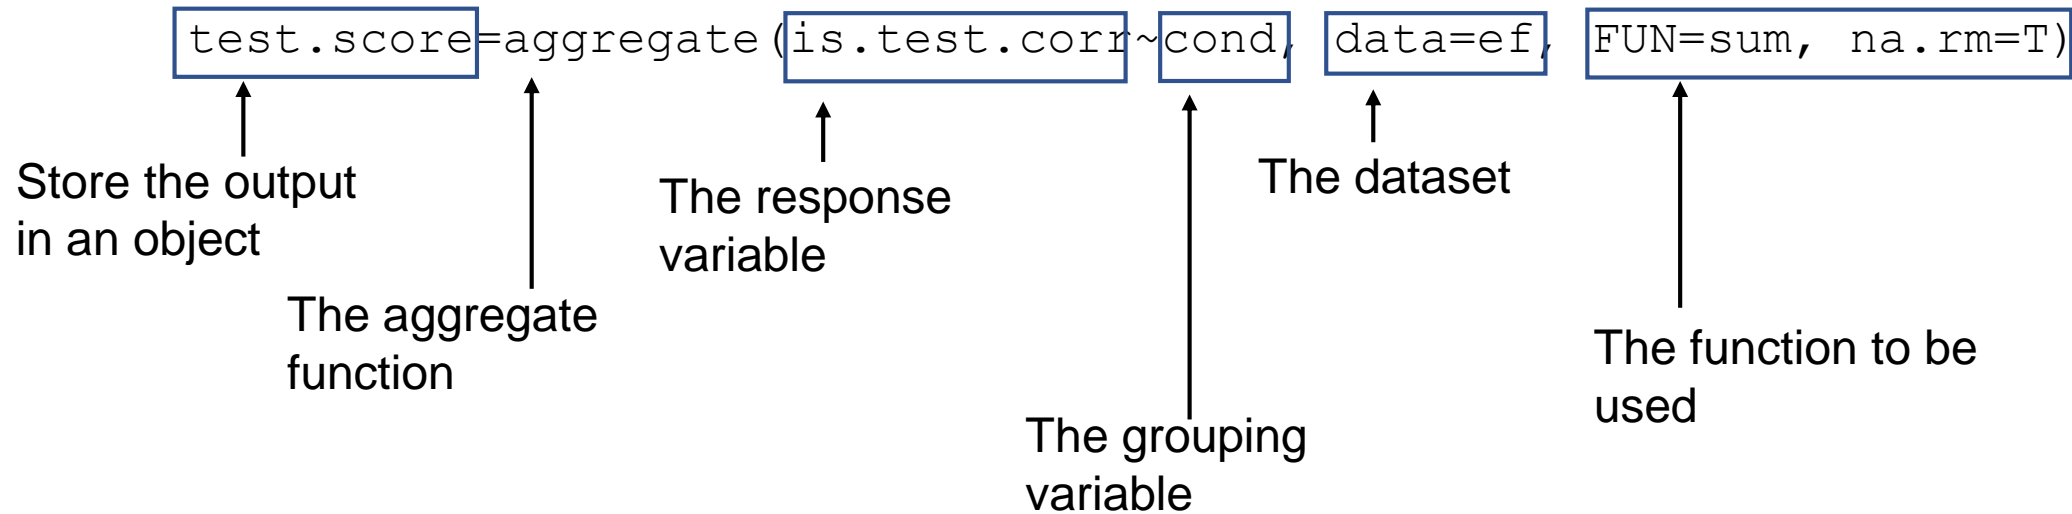 test.score=aggregate(is.test.corr~cond, data=ef, FUN=sum, na.rm=T)
Store the output
in an object
The aggregate
function
The response
variable
The grouping
variable
The dataset
The function to be
used